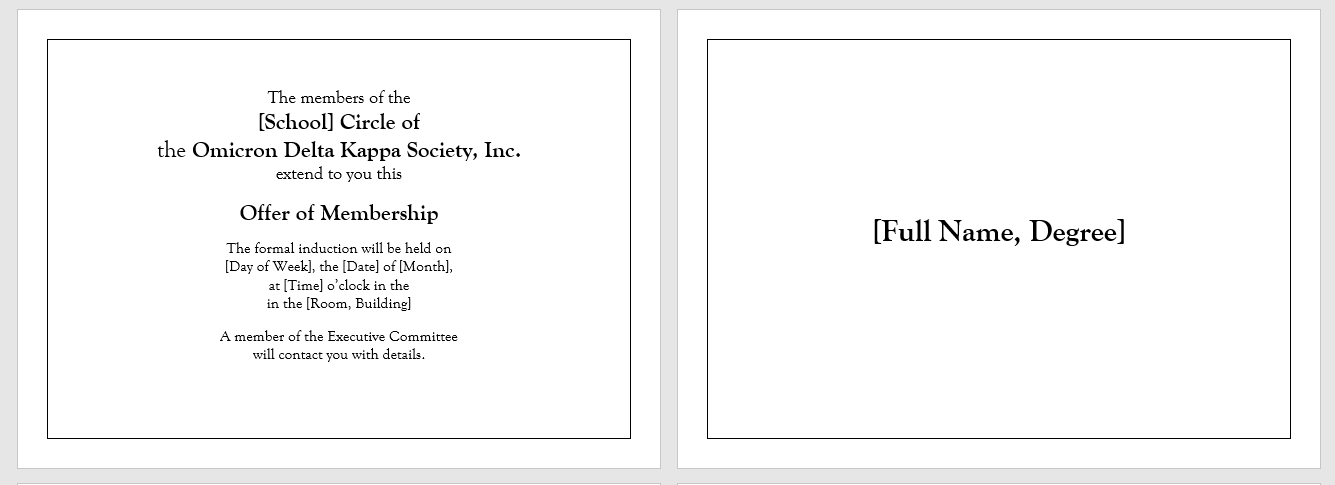 The members of the
[School] Circle of
the Omicron Delta Kappa Society, Inc.
extend to you this
Offer of Membership
The formal induction will be held on
[Day of Week], the [Date] of [Month],
at [Time] o’clock in the
in the [Room, Building]
A member of the Executive Committee
will contact you with details.
[Full Name, Degree]